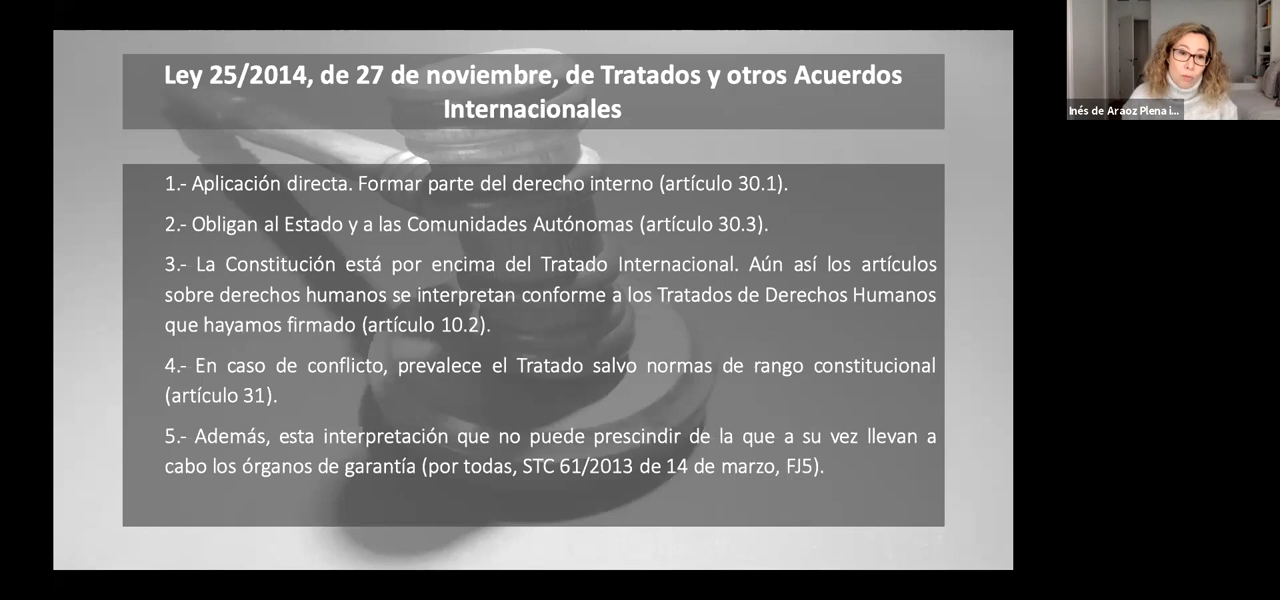 Ley 25/2014, de 27 de noviembre, de Tratados y otros Acuerdos
Internacionales
1.- Aplicación directa. Formar parte del derecho interno (artículo 30.1).
2.- Obligan al Estado y a las Comunidades Autónomas (artículo 30.3).
3.- La Constitución está por encima del Tratado Internacional. Aún así los artículos
sobre derechos humanos se interpretan conforme a los Tratados de Derechos Humanos
que hayamos firmado (artículo 10.2).
4.- En caso de conflicto, prevalece el Tratado salvo normas de rango constitucional
(artículo 31).
5.- Además, esta interpretación que no puede prescindir de la que a su vez llevan a
cabo los órganos de garantía (por todas, STC 61/2013 de 14 de marzo, FJ5).
Inés de Araoz Plena i...